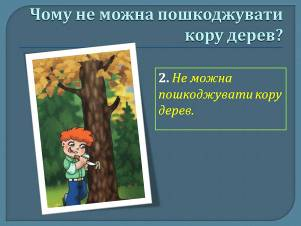 Чому не можна пошкоджувати
кору дерев?
2. Не можна
пошкоджувати кору
дерев.